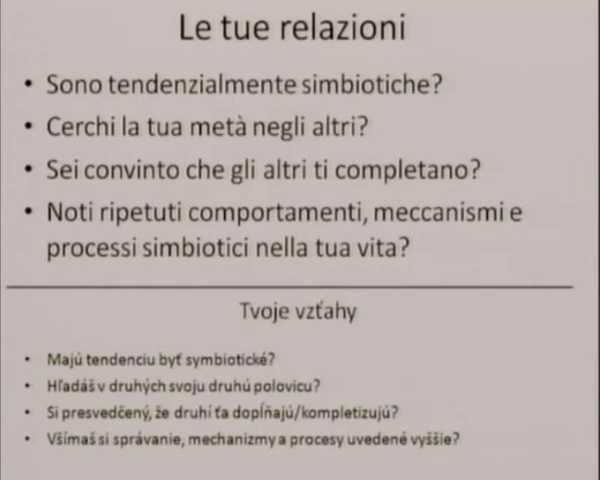 Le tue relazioni
• Sono tendenzialmente simbiotiche?
• Cerchi la tua metà negli altri?
• Sei convinto che gli altri ti completano?
• Noti ripetuti comportamenti, meccanismi e
processi simbiotici nella tua vita?
Tvoje vzťahy
• Majú tendenciu byť symbiotické?
• Hľadáš v druhých svoju druhú polovicu?
• Si presvedčený, že druhí ťa dopĺňajú/kompletizujú?
• Všímaš si správanie, mechanizmy a procesy uvedené vyššie?